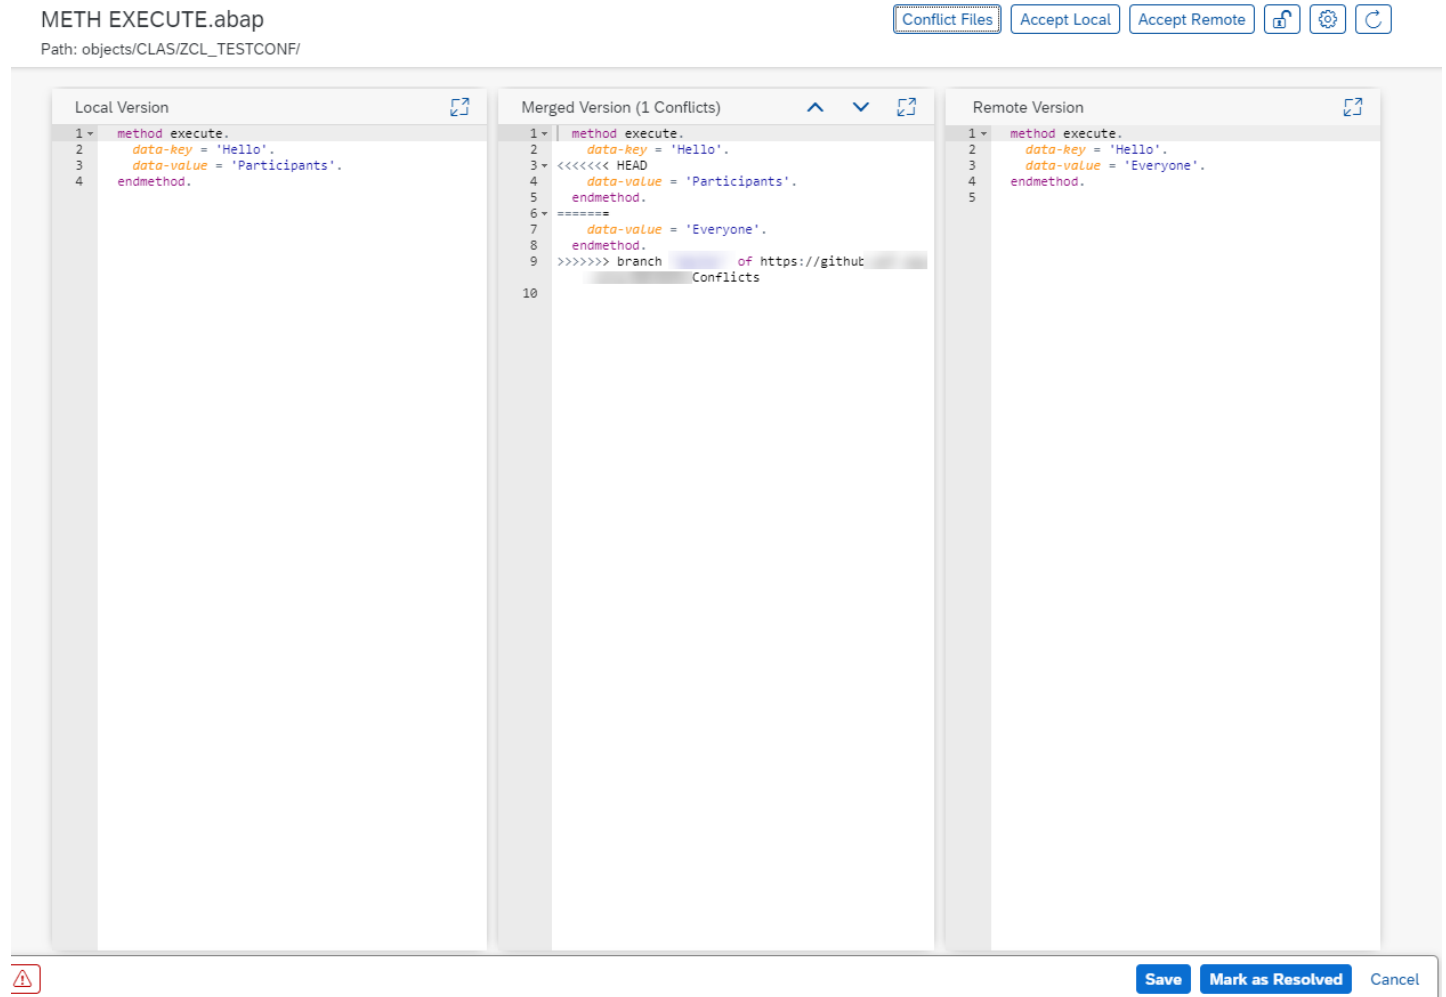 METH EXECUTE.abap
Conflict Files
Accept Local
Accept Remote
Path: objects/CLAS/ZCL_TESTCONF/
Local Version
1 method execute.
2 data-key = 'Hello'.
3 data-value = 'Participants'.
4 endmethod.
Merged Version (1 Conflicts)
1 method execute.
2 data-key = 'Hello'.
3 <<<<<<< HEAD
4 data-value = 'Participants'.
5 endmethod.
6 =======
7 data-value = 'Everyone'.
8 endmethod.
9 >>>>>>> branch of https://github
Conflicts
10
Remote Version
1 method execute.
2 data-key = 'Hello'.
3 data-value = 'Everyone'.
4 endmethod.
5
Save
Mark as Resolved
Cancel